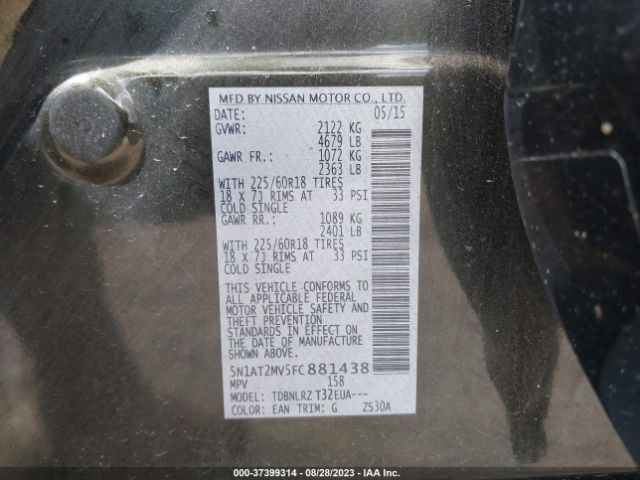 MFD BY NISSAN MOTOR CO., LTD.
DATE: 05/15
GVWR: 2122 KG
4679 LB
GAWR FR.: 1072 KG
2363 LB
WITH 225/60R18 TIRES
18 X 7J RIMS AT 33 PSI
COLD SINGLE
GAWR RR.: 1089 KG
2401 LB
WITH 225/60R18 TIRES
18 X 7J RIMS AT 33 PSI
COLD SINGLE
THIS VEHICLE CONFORMS TO
ALL APPLICABLE FEDERAL
MOTOR VEHICLE SAFETY AND
THEFT PREVENTION
STANDARDS IN EFFECT ON
THE DATE OF MANUFACTURE
SHOWN ABOVE.
5N1AT2MV5FC881438
MPV 158
MODEL: TDBNLRZ T32EUA---
COLOR: EAN TRIM: G ZS30A
000-37399314 - 08/28/2023 - COPYRIGHT IAA